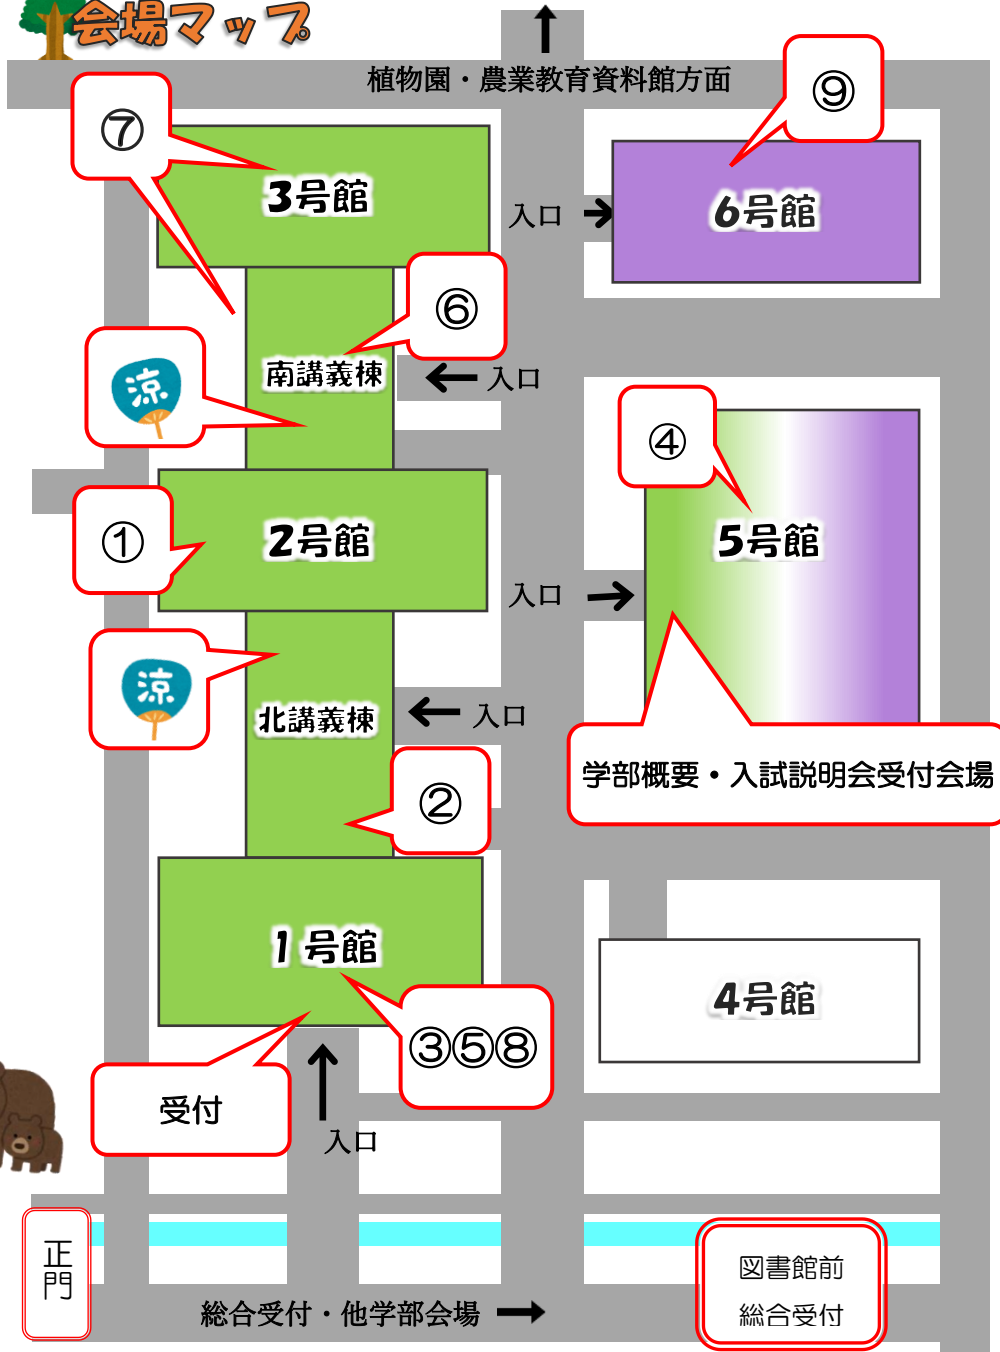 会場マップ
植物園・農業教育資料館方面
⑨
⑦
3号館
6号館
入口
⑥
南講義棟
入口
涼
④
①
2号館
5号館
入口
涼
北講義棟
入口
学部概要・入試説明会受付会場
②
1号館
4号館
③⑤⑧
受付
入口
正門
図書館前
総合受付
総合受付・他学部会場